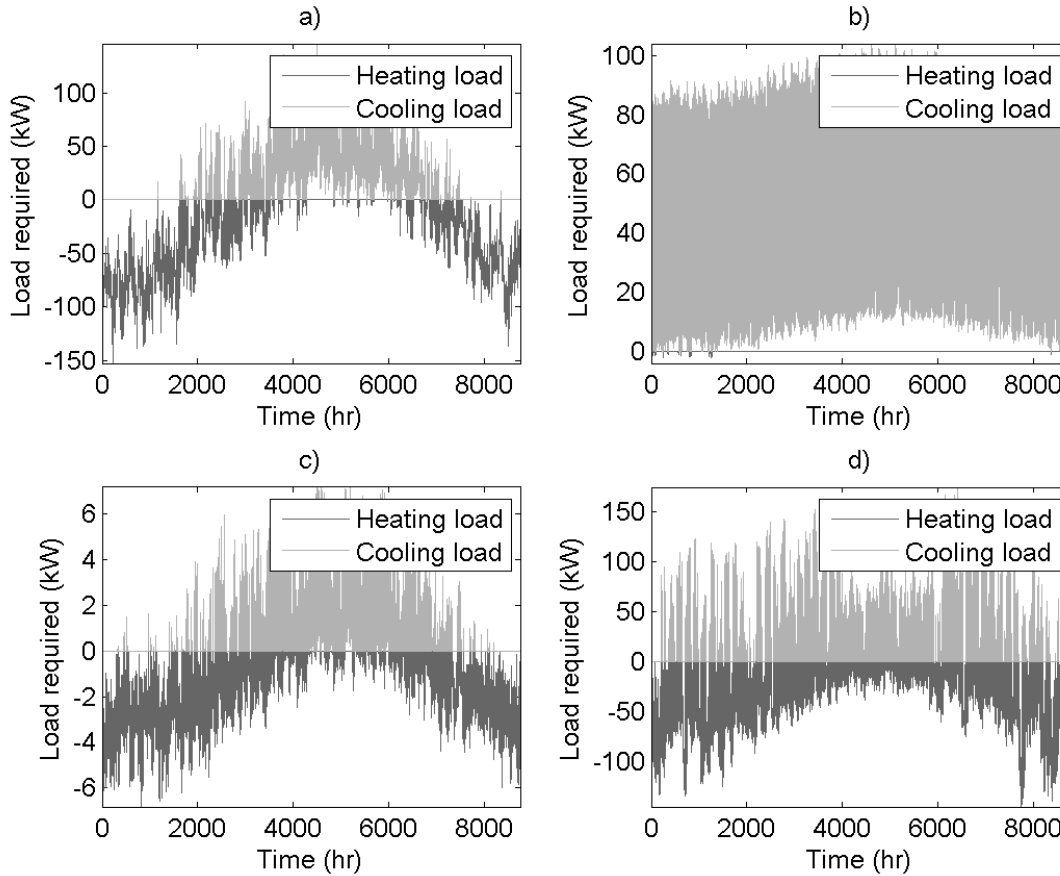 a)
Load required (kW)
100
50
0
-50
-100
-150
Heating load
Cooling load
0
2000
4000
6000
8000
Time (hr)
b)
Load required (kW)
100
80
60
40
20
0
Heating load
Cooling load
0
2000
4000
6000
8000
Time (hr)
c)
Load required (kW)
6
4
2
0
-2
-4
-6
Heating load
Cooling load
0
2000
4000
6000
8000
Time (hr)
d)
Load required (kW)
150
100
50
0
-50
-100
Heating load
Cooling load
0
2000
4000
6000
8000
Time (hr)